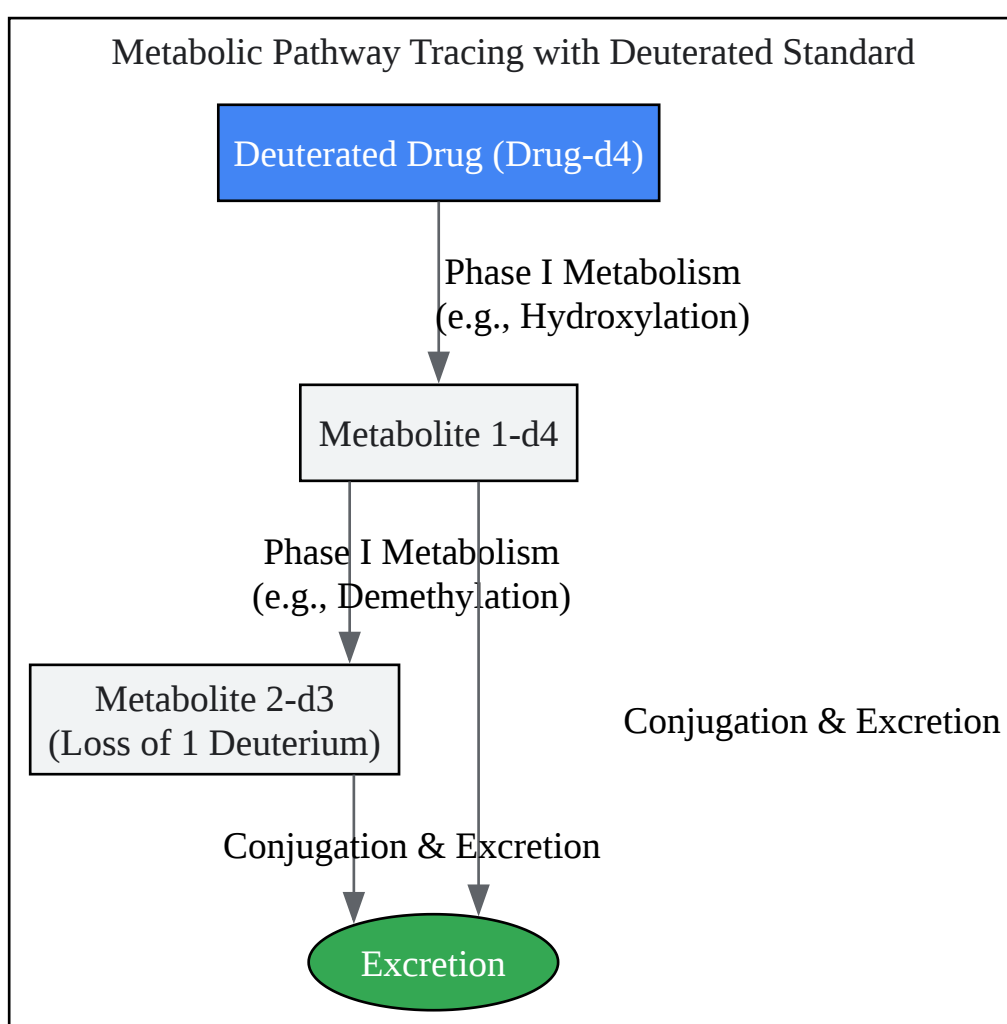 Metabolic Pathway Tracing with Deuterated Standard
Deuterated Drug (Drug-d4)
Phase I Metabolism
(e.g., Hydroxylation)
Metabolite 1-d4
Phase I Metabolism
(e.g., Demethylation)
Metabolite 2-d3
(Loss of 1 Deuterium)
Conjugation & Excretion
Conjugation & Excretion
Excretion